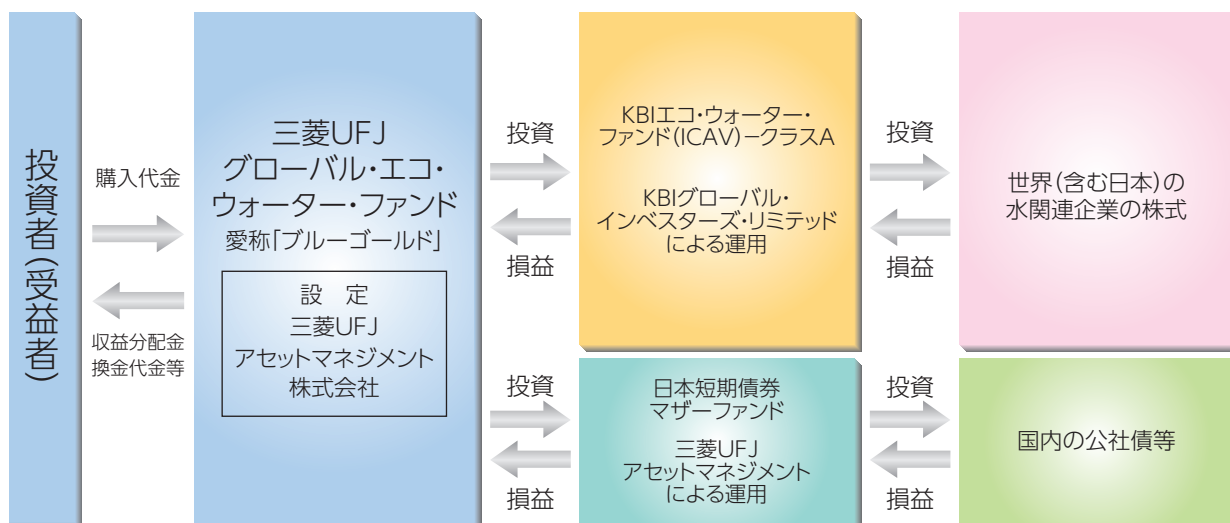 投資者(受益者)
購入代金
収益分配金
換金代金等
三菱UFJ
グローバル・エコ・
ウォーター・ファンド
愛称「ブルーゴールド」
設 定
三菱UFJ
アセットマネジメント
株式会社
投資
損益
KBIエコ・ウォーター・
ファンド(ICAV)ークラスA
KBIグローバル・
インベスターズ・リミテッド
による運用
投資
損益
世界(含む日本)の
水関連企業の株式
投資
損益
日本短期債券
マザーファンド
三菱UFJ
アセットマネジメント
による運用
投資
損益
国内の公社債等